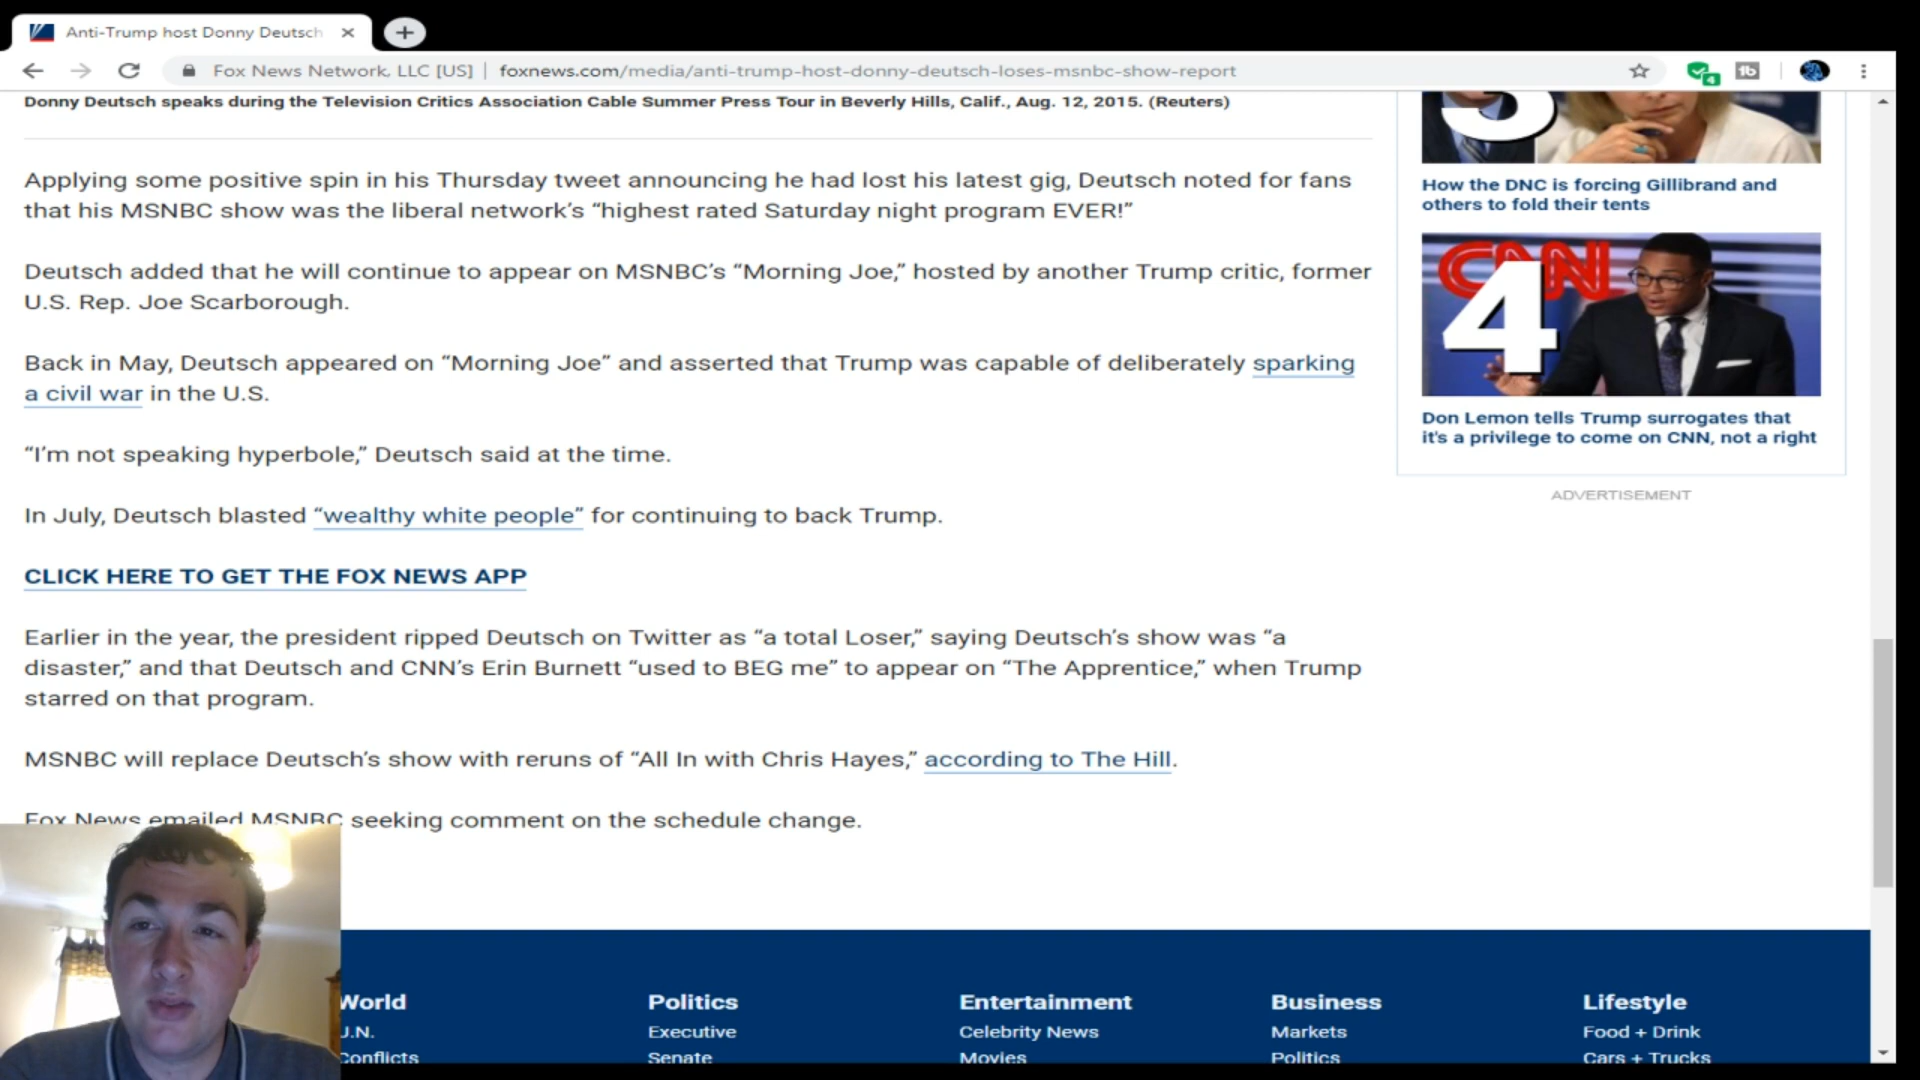 Anti-Trump host Donny Deutsch
Fox News Network, LLC [US] | foxnews.com/media/anti-trump-host-donny-deutsch-loses-msnbc-show-report
4
Donny Deutsch speaks during the Television Critics Association Cable Summer Press Tour in Beverly Hills, Calif., Aug. 12, 2015. (Reuters)
Applying some positive spin in his Thursday tweet announcing he had lost his latest gig, Deutsch noted for fans
that his MSNBC show was the liberal network’s “highest rated Saturday night program EVER!”
Deutsch added that he will continue to appear on MSNBC’s “Morning Joe,” hosted by another Trump critic, former
U.S. Rep. Joe Scarborough.
Back in May, Deutsch appeared on “Morning Joe” and asserted that Trump was capable of deliberately sparking
a civil war in the U.S.
“I’m not speaking hyperbole,” Deutsch said at the time.
In July, Deutsch blasted “wealthy white people” for continuing to back Trump.
CLICK HERE TO GET THE FOX NEWS APP
Earlier in the year, the president ripped Deutsch on Twitter as “a total Loser,” saying Deutsch’s show was “a
disaster,” and that Deutsch and CNN’s Erin Burnett “used to BEG me” to appear on “The Apprentice,” when Trump
starred on that program.
MSNBC will replace Deutsch’s show with reruns of “All In with Chris Hayes,” according to The Hill.
Fox News emailed MSNBC seeking comment on the schedule change.
3
How the DNC is forcing Gillibrand and
others to fold their tents
CNN
4
Don Lemon tells Trump surrogates that
it's a privilege to come on CNN, not a right
ADVERTISEMENT
World
U.N.
Conflicts
Politics
Executive
Senate
Entertainment
Celebrity News
Movies
Business
Markets
Politics
Lifestyle
Food + Drink
Cars + Trucks